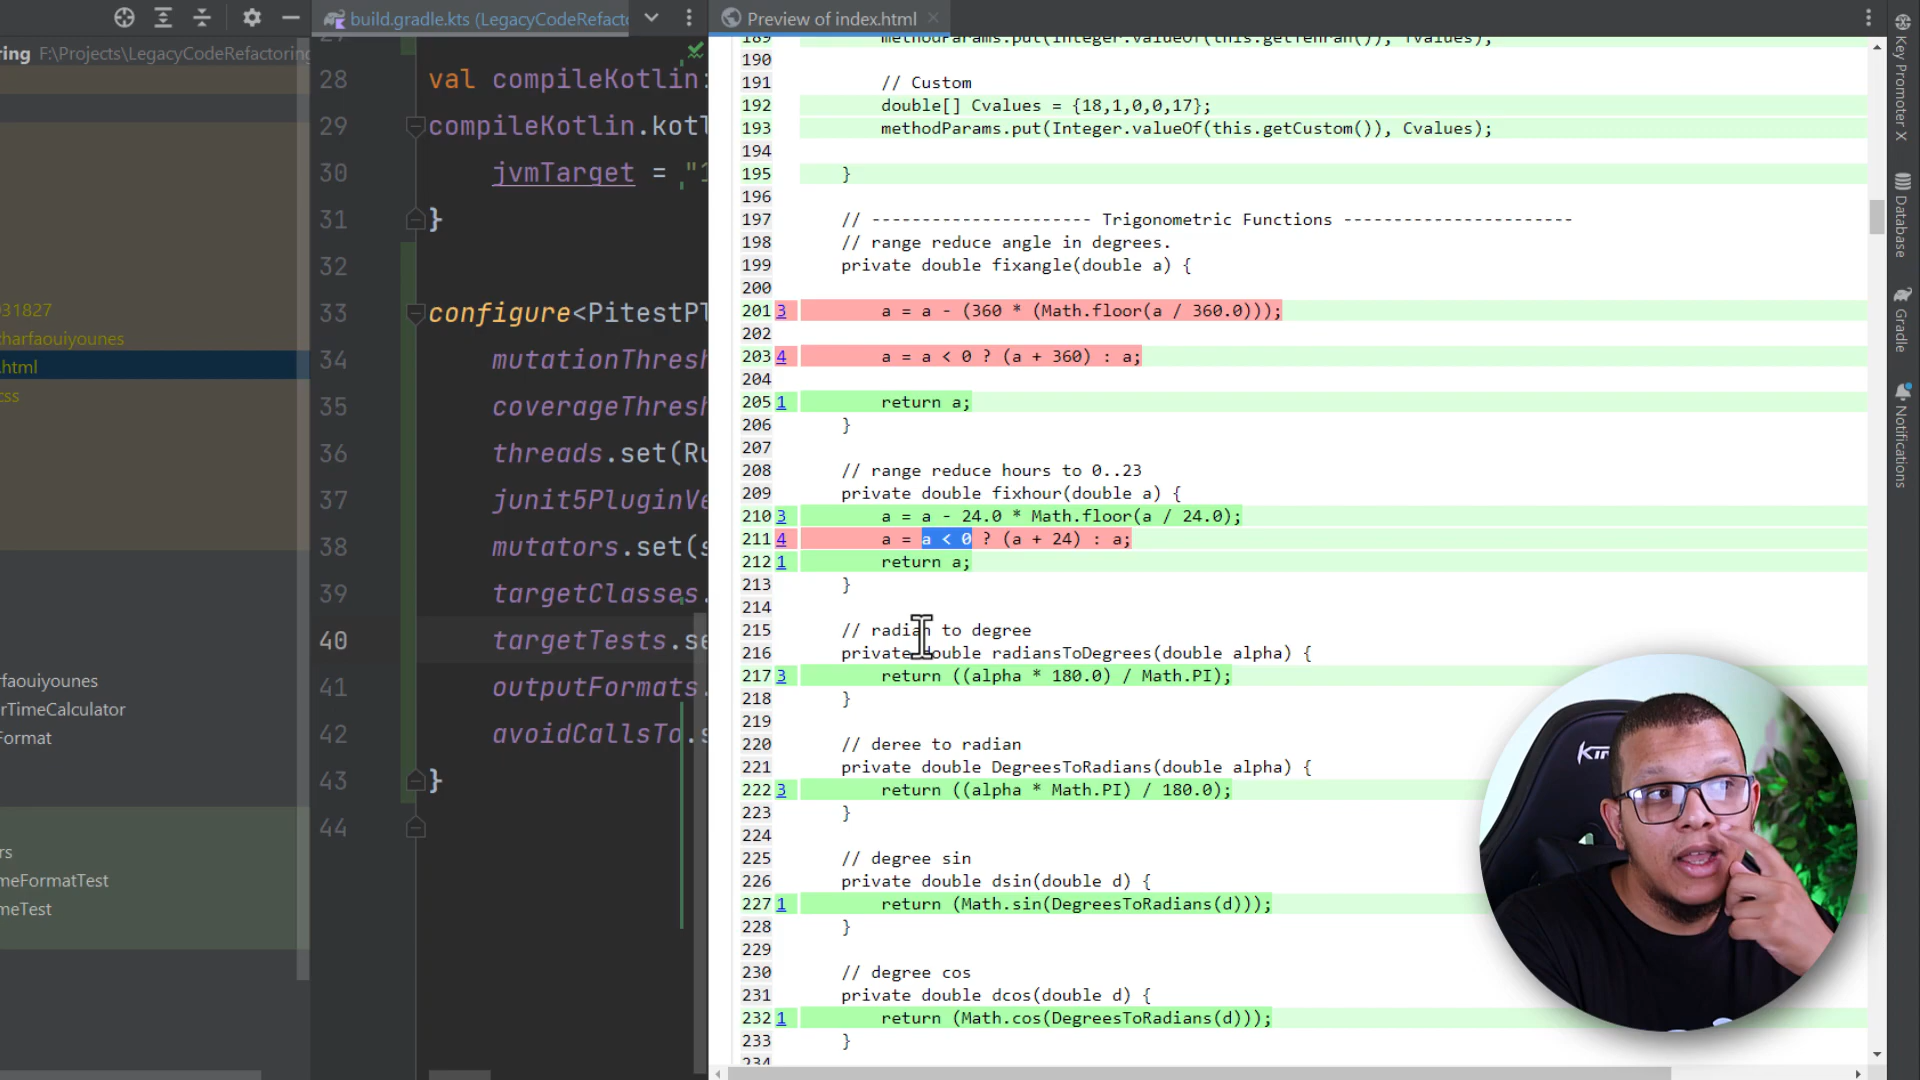 build.gradle.kts (LegacyCodeRefacto
Preview of index.html
ring F:\Projects\LegacyCodeRefactoring
31827
charfaouiyounes
.html
css
faouiyounes
rTimeCalculator
Format
rs
meFormatTest
meTest
28 val compileKotlin:
29 compileKotlin.kotl
30 jvmTarget = "1
31 }
32
33 configure<PitestPl
34 mutationThresh
35 coverageThresh
36 threads.set(Ru
37 junit5PluginVe
38 mutators.set(s
39 targetClasses.
40 targetTests.se
41 outputFormats.
42 avoidCallsTo.s
43 }
44
189 methodParams.put(Integer.valueOf(this.getTehran()), Tvalues);
190
191 // Custom
192 double[] Cvalues = {18,1,0,0,17};
193 methodParams.put(Integer.valueOf(this.getCustom()), Cvalues);
194
195 }
196
197 // ---------------------- Trigonometric Functions -----------------------
198 // range reduce angle in degrees.
199 private double fixangle(double a) {
200
201 3 a = a - (360 * (Math.floor(a / 360.0)));
202
203 4 a = a < 0 ? (a + 360) : a;
204
205 1 return a;
206 }
207
208 // range reduce hours to 0..23
209 private double fixhour(double a) {
210 3 a = a - 24.0 * Math.floor(a / 24.0);
211 4 a = a < 0 ? (a + 24) : a;
212 1 return a;
213 }
214
215 // radian to degree
216 private double radiansToDegrees(double alpha) {
217 3 return ((alpha * 180.0) / Math.PI);
218 }
219
220 // deree to radian
221 private double DegreesToRadians(double alpha) {
222 3 return ((alpha * Math.PI) / 180.0);
223 }
224
225 // degree sin
226 private double dsin(double d) {
227 1 return (Math.sin(DegreesToRadians(d)));
228 }
229
230 // degree cos
231 private double dcos(double d) {
232 1 return (Math.cos(DegreesToRadians(d)));
233 }
234
Key Promoter X
Database
Gradle
Notifications